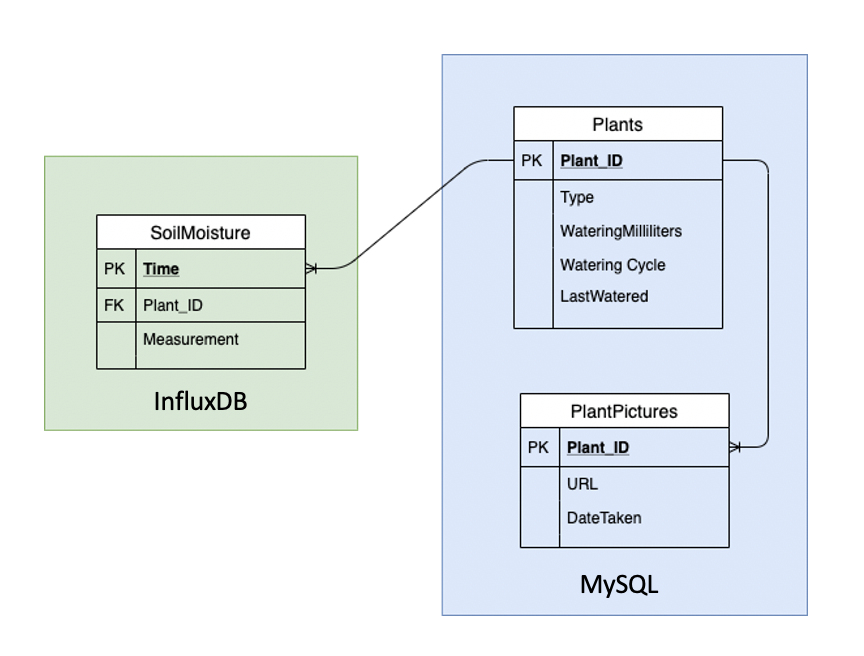 SoilMoisture
PK Time
FK Plant_ID
Measurement
InfluxDB
Plants
PK Plant_ID
Type
WateringMilliliters
Watering Cycle
LastWatered
PlantPictures
PK Plant_ID
URL
DateTaken
MySQL